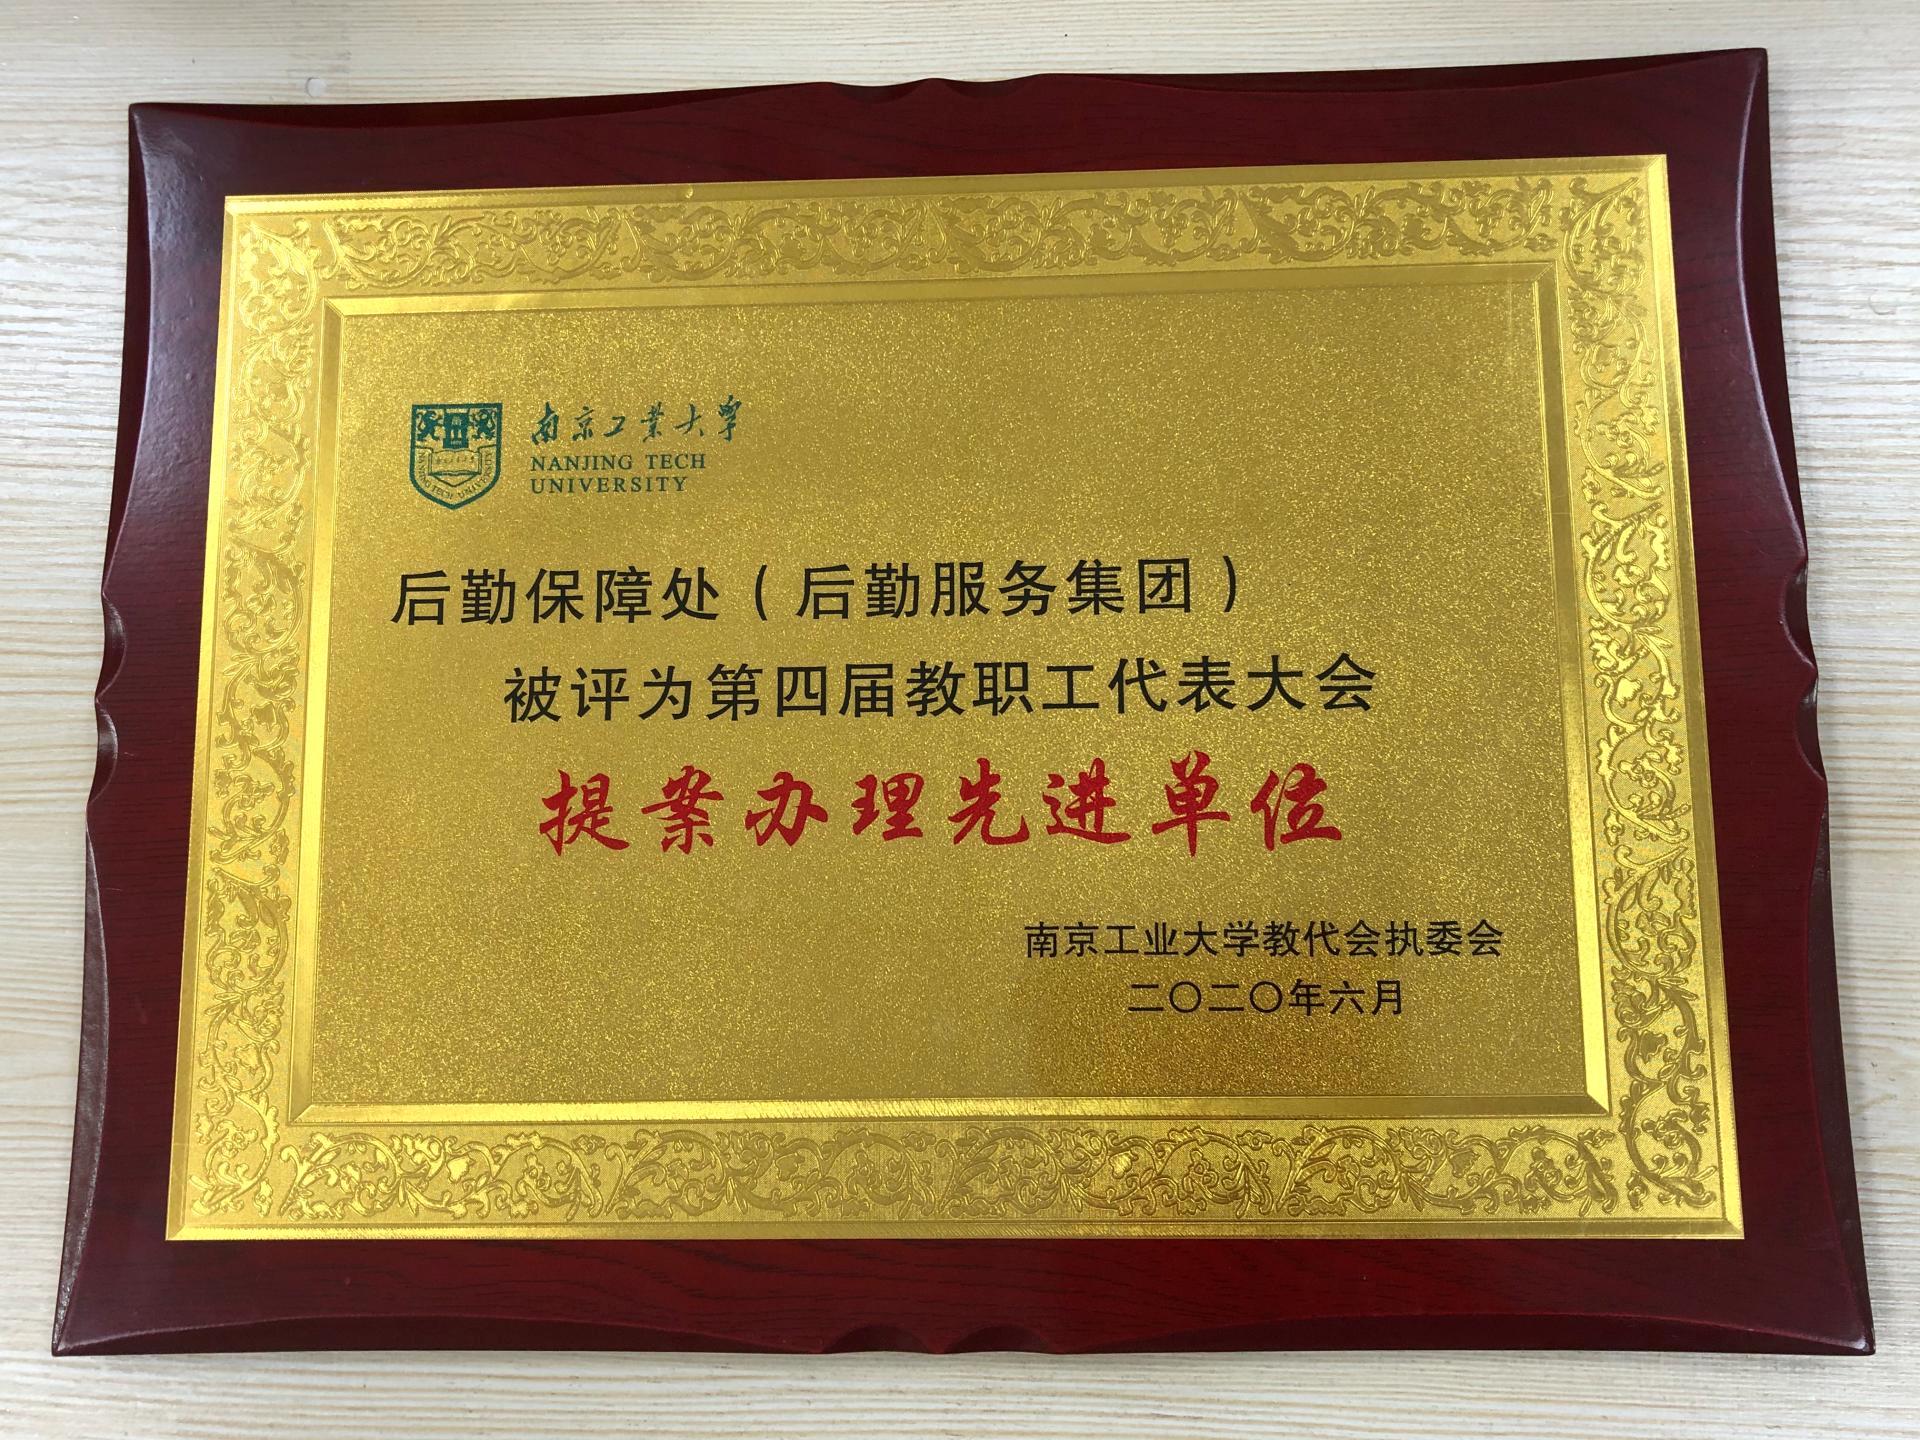 南京工业大学
NANJING TECH
UNIVERSITY
后勤保障处（后勤服务集团）
被评为第四届教职工代表大会
提案办理先进单位
南京工业大学教代会执委会
二〇二〇年六月